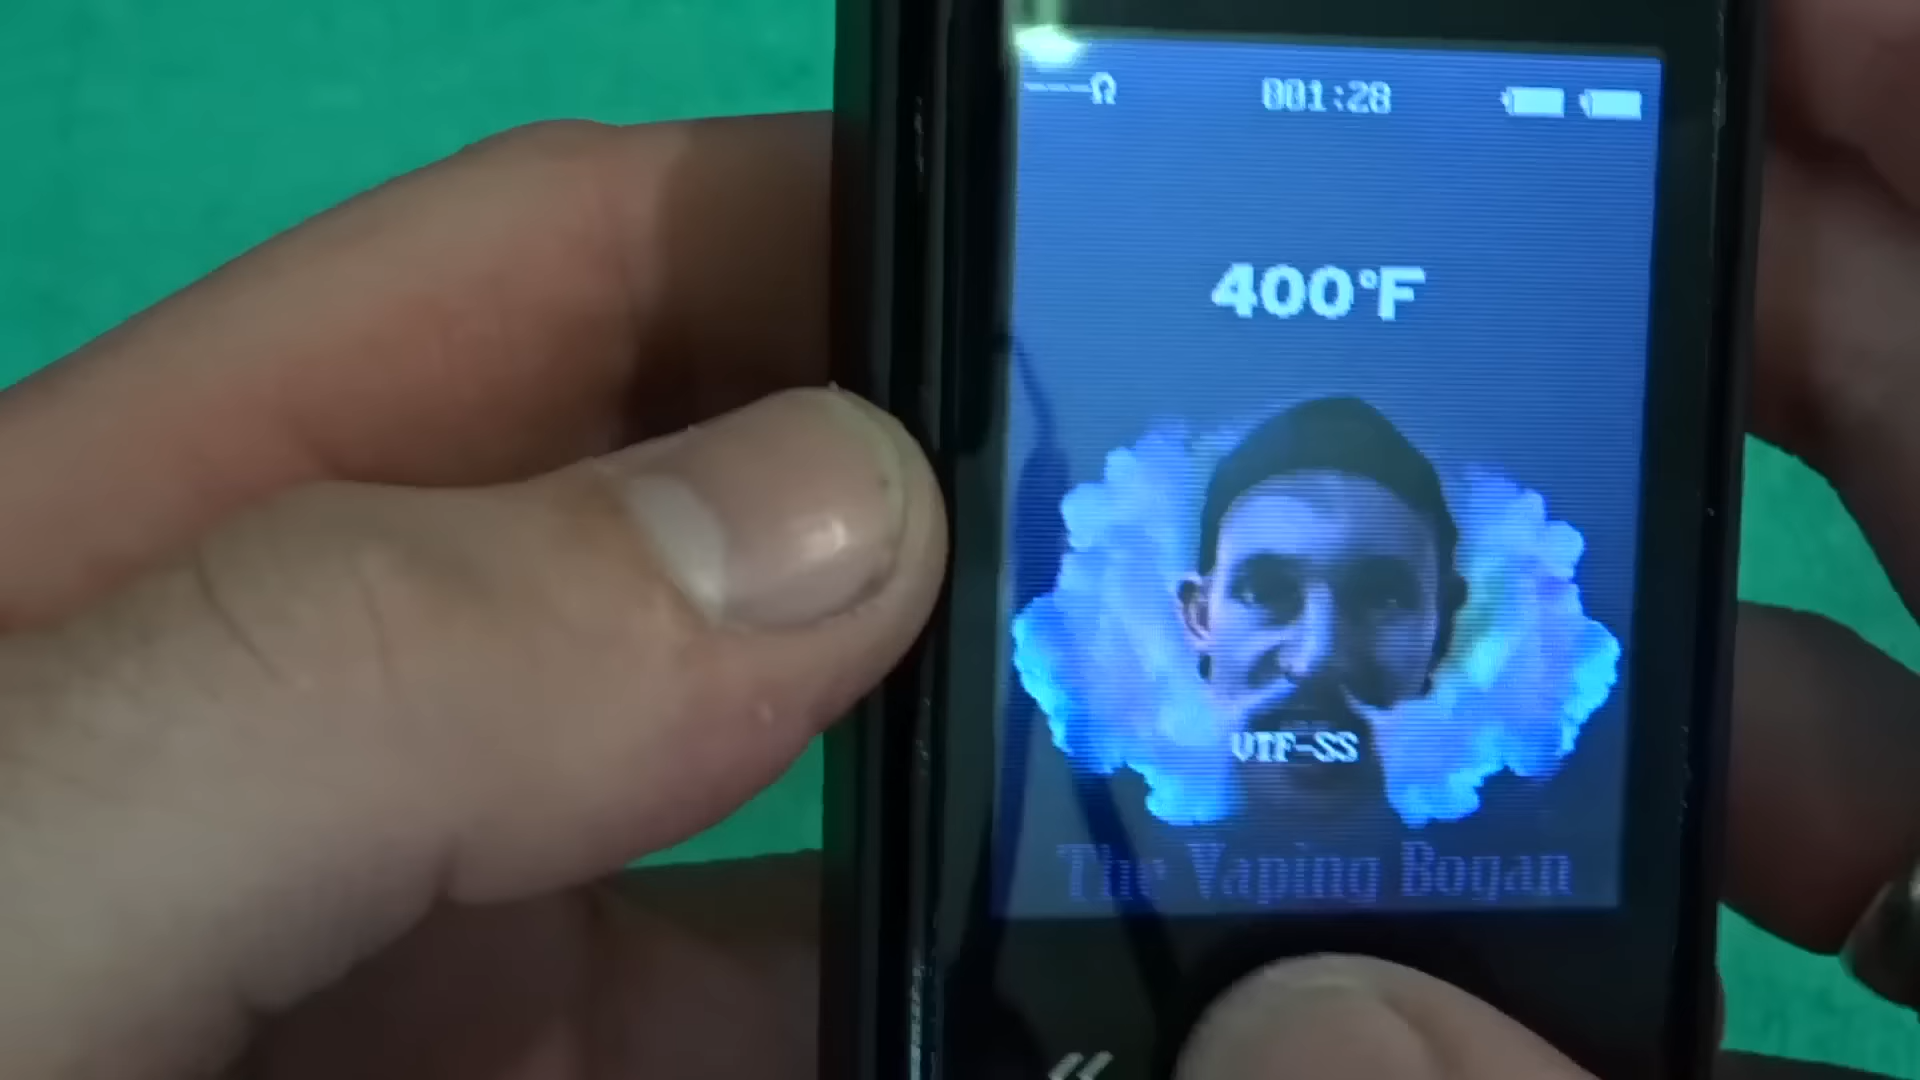 Ω 001:28
400°F
VTF-SS
The Vaping Bogan